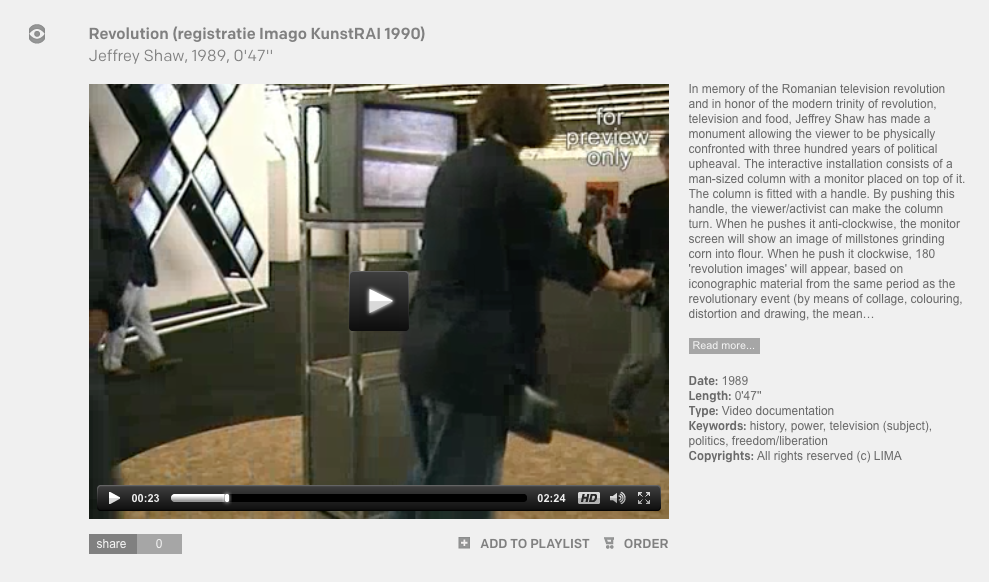 Revolution (registratie Imago KunstRAI 1990)
Jeffrey Shaw, 1989, 0'47''
for
preview
only
00:23
02:24
HD
share 0
ADD TO PLAYLIST
ORDER
In memory of the Romanian television revolution
and in honor of the modern trinity of revolution,
television and food, Jeffrey Shaw has made a
monument allowing the viewer to be physically
confronted with three hundred years of political
upheaval. The interactive installation consists of a
man-sized column with a monitor placed on top of it.
The column is fitted with a handle. By pushing this
handle, the viewer/activist can make the column
turn. When he pushes it anti-clockwise, the monitor
screen will show an image of millstones grinding
corn into flour. When he push it clockwise, 180
'revolution images' will appear, based on
iconographic material from the same period as the
revolutionary event (by means of collage, colouring,
distortion and drawing, the mean…
Read more...
Date: 1989
Length: 0'47''
Type: Video documentation
Keywords: history, power, television (subject),
politics, freedom/liberation
Copyrights: All rights reserved (c) LIMA